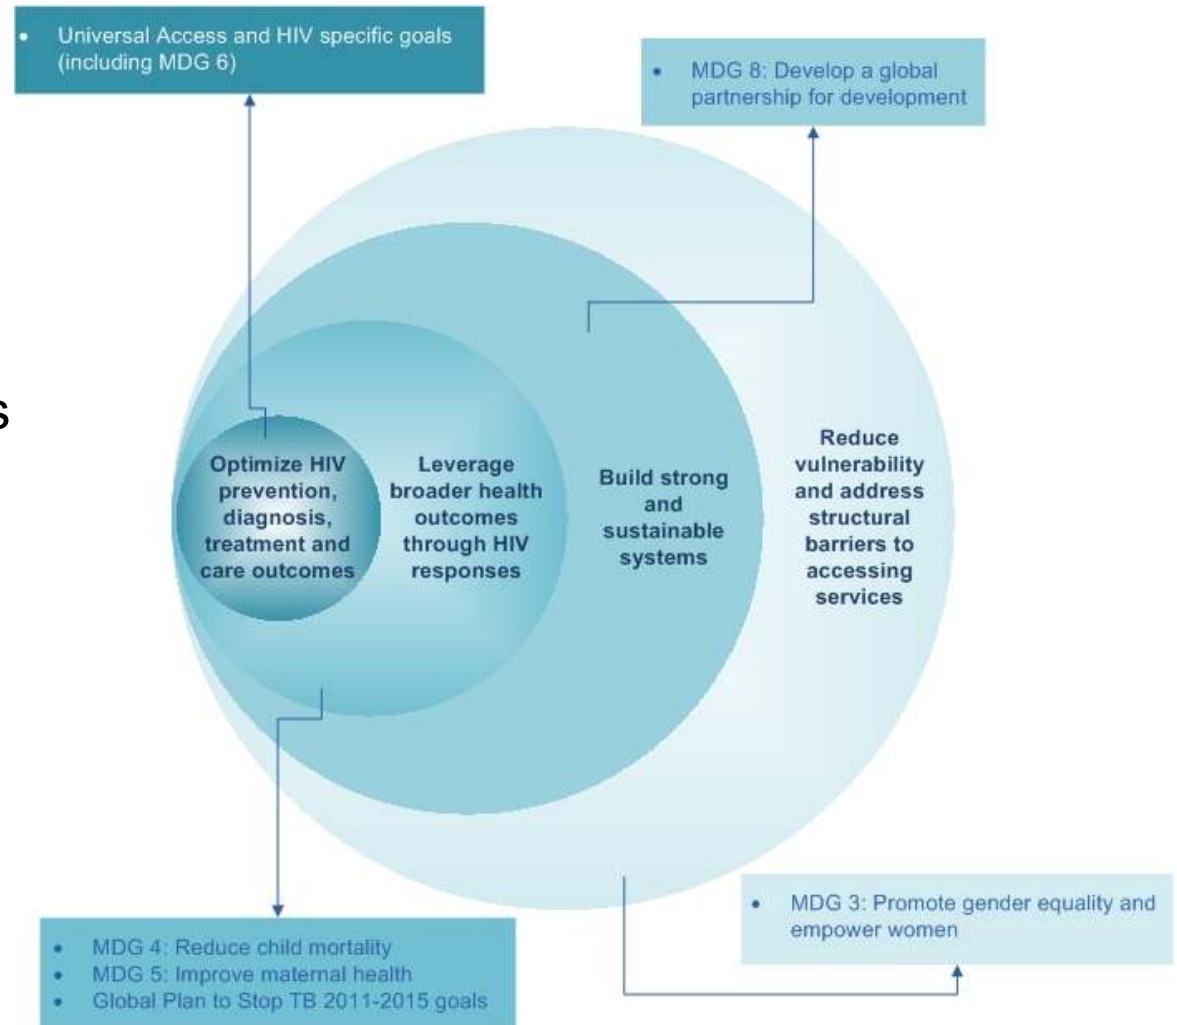 • Universal Access and HIV specific goals
(including MDG 6)
• MDG 8: Develop a global
partnership for development
s
Optimize HIV
prevention,
diagnosis,
treatment and
care outcomes
Leverage
broader health
outcomes
through HIV
responses
Build strong
and
sustainable
systems
Reduce
vulnerability
and address
structural
barriers to
accessing
services
• MDG 4: Reduce child mortality
• MDG 5: Improve maternal health
• Global Plan to Stop TB 2011-2015 goals
• MDG 3: Promote gender equality and
empower women